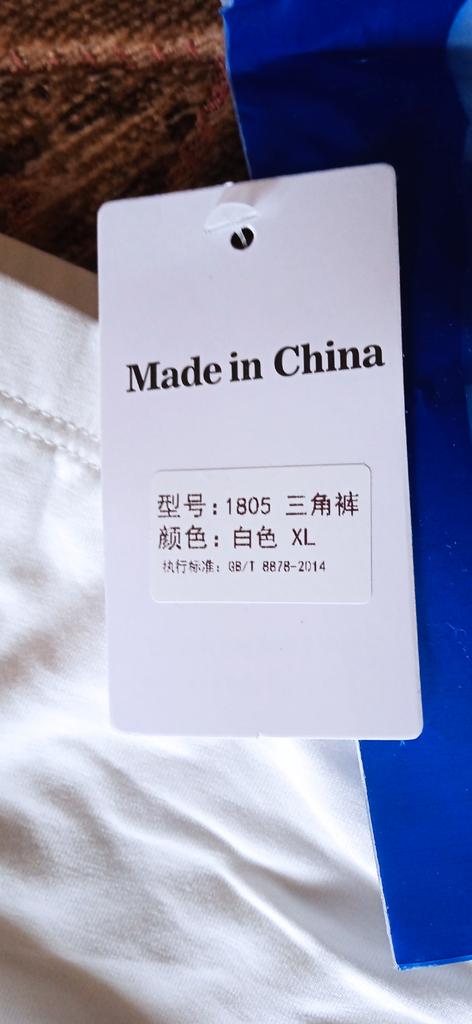 Made in China
型号:1805 三角裤
颜色: 白色 XL
执行标准: GB/T 8878-2014